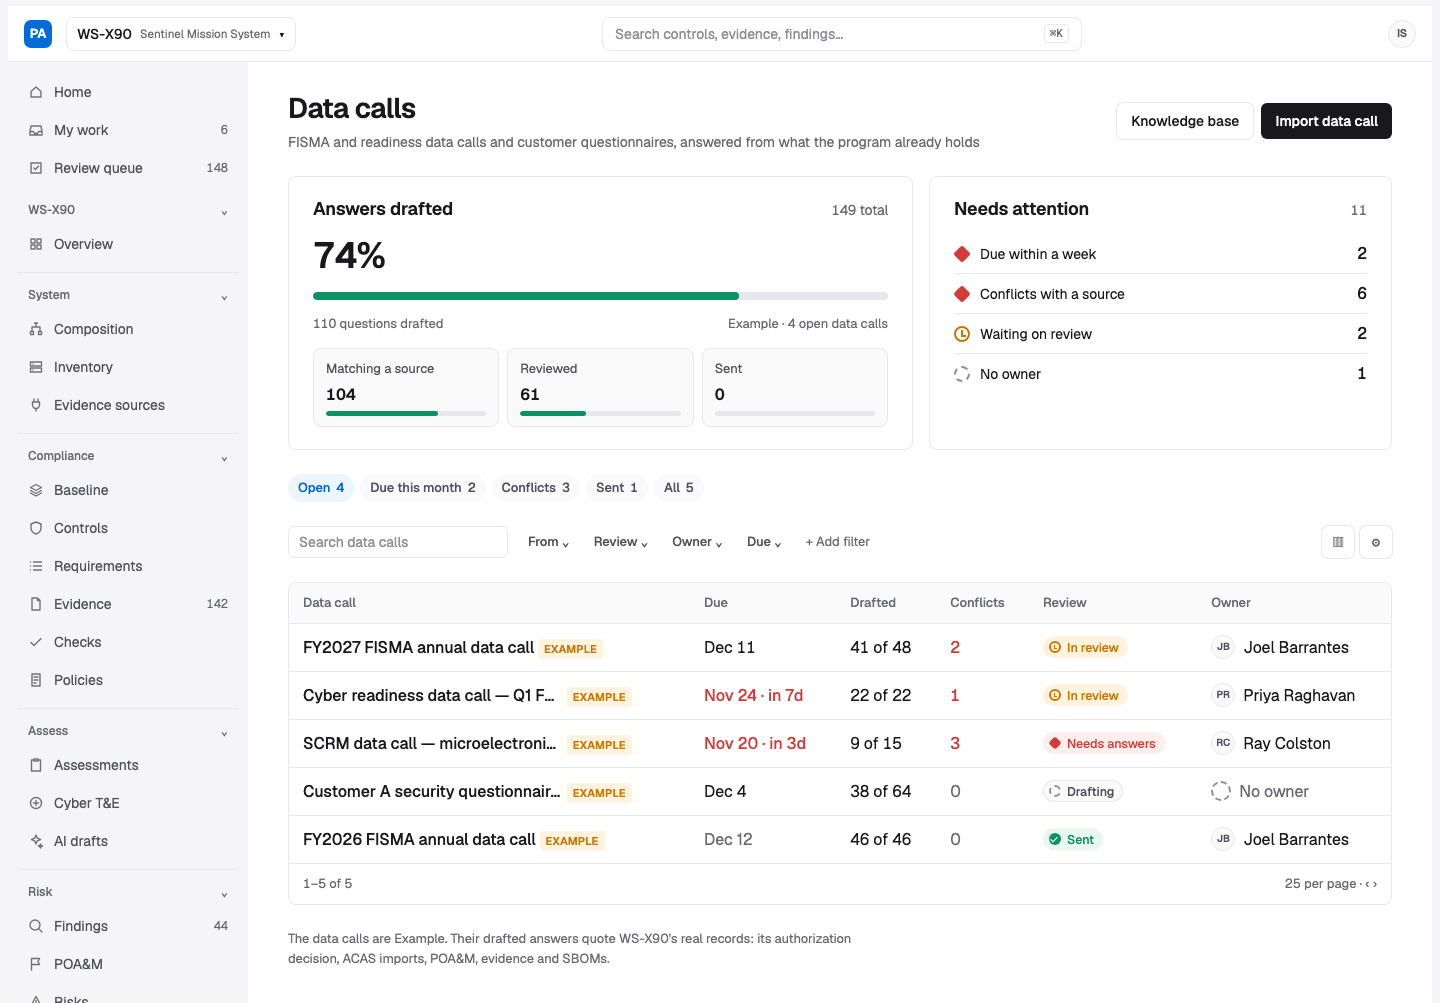 PA
WS-X90 Sentinel Mission System
Search controls, evidence, findings… ⌘K
IS
Home
My work 6
Review queue 148
WS-X90
Overview
System
Composition
Inventory
Evidence sources
Compliance
Baseline
Controls
Requirements
Evidence 142
Checks
Policies
Assess
Assessments
Cyber T&E
AI drafts
Risk
Findings 44
POA&M
Risks
Data calls
FISMA and readiness data calls and customer questionnaires, answered from what the program already holds
Knowledge base
Import data call
Answers drafted 149 total
74%
110 questions drafted Example · 4 open data calls
Matching a source
104
Reviewed
61
Sent
0
Needs attention 11
Due within a week 2
Conflicts with a source 6
Waiting on review 2
No owner 1
Open 4 Due this month 2 Conflicts 3 Sent 1 All 5
Search data calls From Review Owner Due + Add filter
Data call Due Drafted Conflicts Review Owner
FY2027 FISMA annual data call EXAMPLE Dec 11 41 of 48 2 In review JB Joel Barrantes
Cyber readiness data call — Q1 F… EXAMPLE Nov 24 · in 7d 22 of 22 1 In review PR Priya Raghavan
SCRM data call — microelectroni… EXAMPLE Nov 20 · in 3d 9 of 15 3 Needs answers RC Ray Colston
Customer A security questionnair… EXAMPLE Dec 4 38 of 64 0 Drafting No owner
FY2026 FISMA annual data call EXAMPLE Dec 12 46 of 46 0 Sent JB Joel Barrantes
1–5 of 5 25 per page · ‹ ›
The data calls are Example. Their drafted answers quote WS-X90's real records: its authorization
decision, ACAS imports, POA&M, evidence and SBOMs.